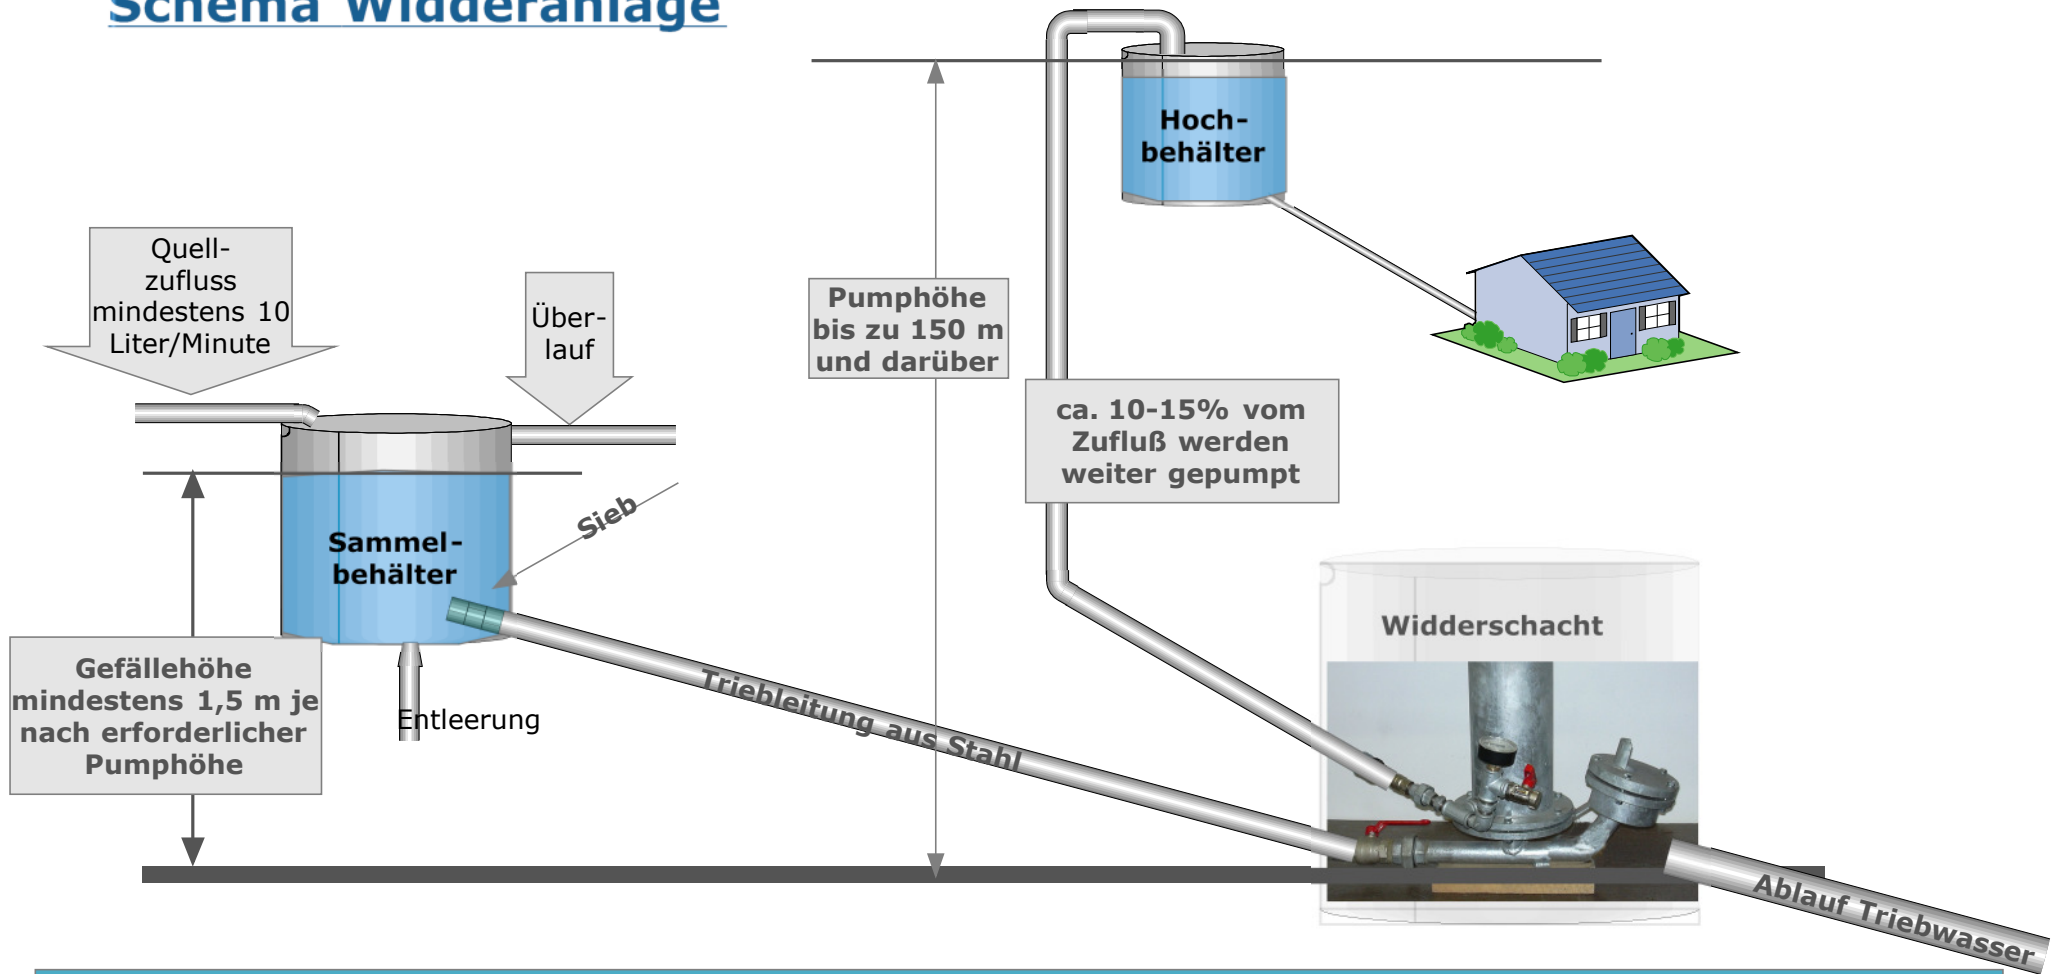 Schema Widderanlage
Hoch-
behälter
Quell-
zufluss
mindestens 10
Liter/Minute
Über-
lauf
Pumphöhe
bis zu 150 m
und darüber
ca. 10-15% vom
Zufluß werden
weiter gepumpt
Sieb
Sammel-
behälter
Widderschacht
Gefällehöhe
mindestens 1,5 m je
nach erforderlicher
Pumphöhe
Entleerung
Triebleitung aus Stahl
Ablauf Triebwasser